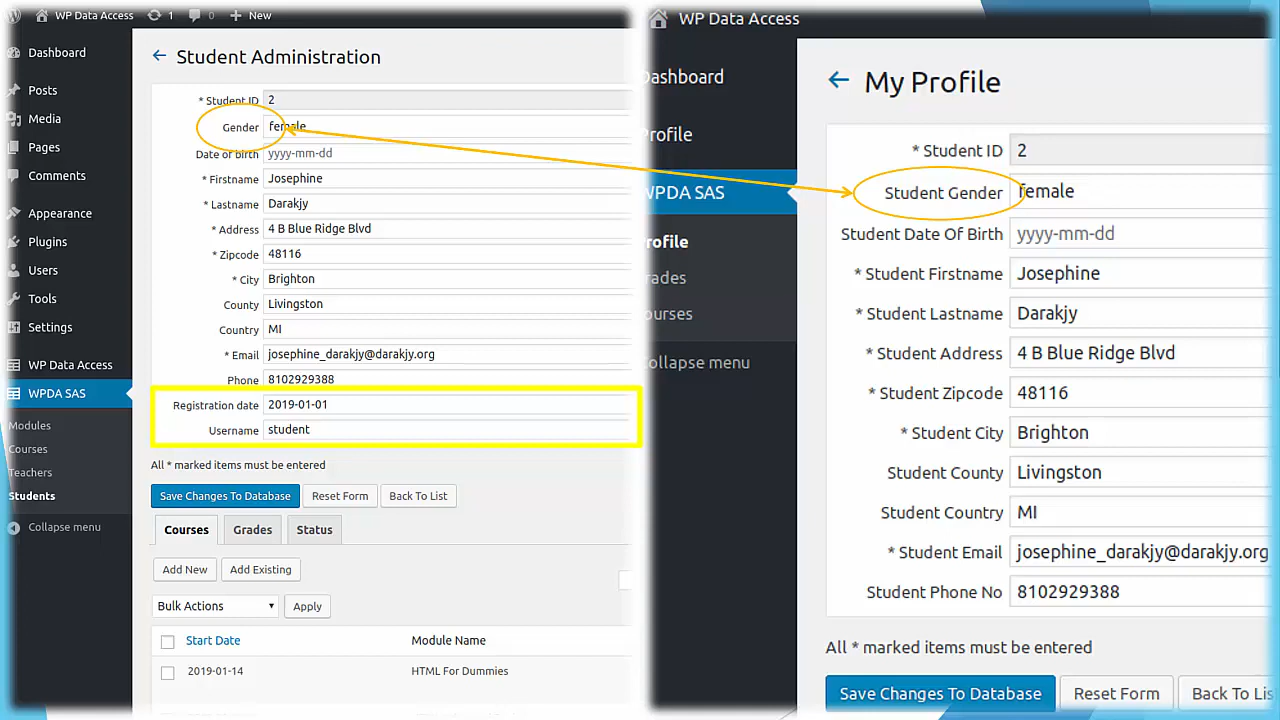 WP Data Access 1 0 + New
Dashboard
Posts
Media
Pages
Comments
Appearance
Plugins
Users
Tools
Settings
WP Data Access
WPDA SAS
Modules
Courses
Teachers
Students
Collapse menu
← Student Administration
* Student ID 2
Gender female
Date of birth yyyy-mm-dd
* Firstname Josephine
* Lastname Darakjy
* Address 4 B Blue Ridge Blvd
* Zipcode 48116
* City Brighton
County Livingston
Country MI
* Email josephine_darakjy@darakjy.org
Phone 8102929388
Registration date 2019-01-01
Username student
All * marked items must be entered
Save Changes To Database Reset Form Back To List
Courses Grades Status
Add New Add Existing
Bulk Actions Apply
Start Date Module Name
2019-01-14 HTML For Dummies
WP Data Access
Dashboard
Profile
WPDA SAS
Profile
rades
ourses
ollapse menu
← My Profile
* Student ID 2
Student Gender female
Student Date Of Birth yyyy-mm-dd
* Student Firstname Josephine
* Student Lastname Darakjy
* Student Address 4 B Blue Ridge Blvd
* Student Zipcode 48116
* Student City Brighton
Student County Livingston
Student Country MI
* Student Email josephine_darakjy@darakjy.org
Student Phone No 8102929388
All * marked items must be entered
Save Changes To Database Reset Form Back To Lis